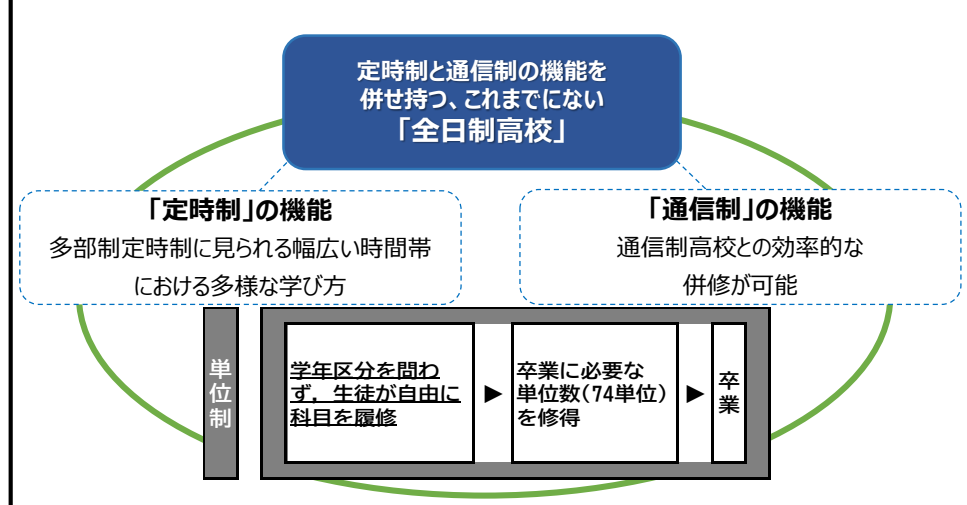 定時制と通信制の機能を
併せ持つ、これまでにない
「全日制高校」
「定時制」の機能
多部制定時制に見られる幅広い時間帯
における多様な学び方
「通信制」の機能
通信制高校との効率的な
併修が可能
単位制
学年区分を問わ
ず，生徒が自由に
科目を履修
▶
卒業に必要な
単位数(74単位)
を修得
▶
卒業